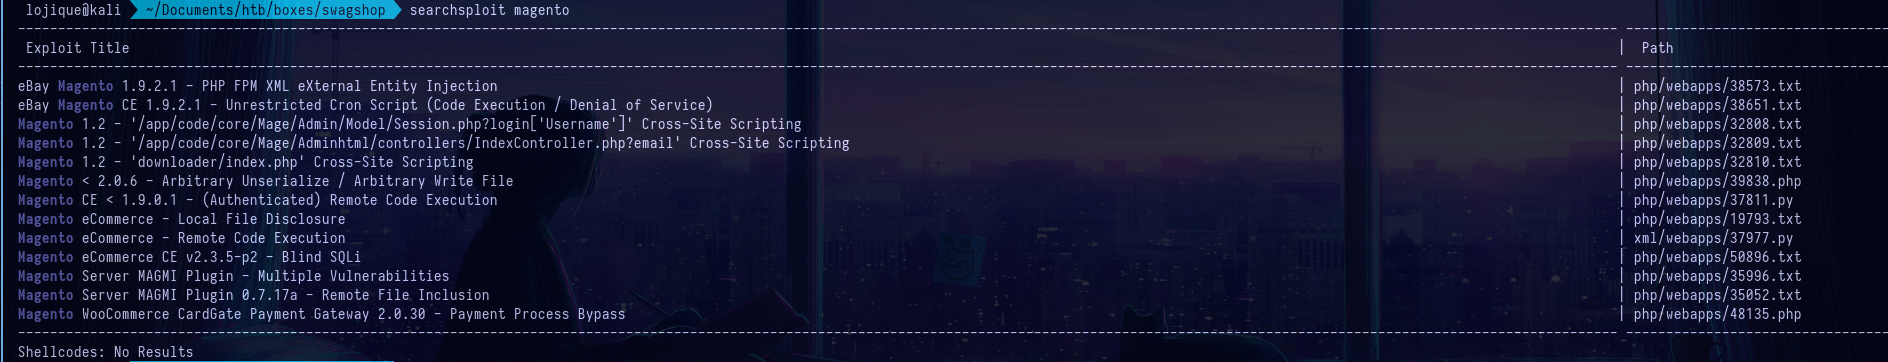 lojique@kali ~/Documents/htb/boxes/swagshop searchsploit magento
Exploit Title | Path
eBay Magento 1.9.2.1 - PHP FPM XML eXternal Entity Injection | php/webapps/38573.txt
eBay Magento CE 1.9.2.1 - Unrestricted Cron Script (Code Execution / Denial of Service) | php/webapps/38651.txt
Magento 1.2 - '/app/code/core/Mage/Admin/Model/Session.php?login['Username']' Cross-Site Scripting | php/webapps/32808.txt
Magento 1.2 - '/app/code/core/Mage/Adminhtml/controllers/IndexController.php?email' Cross-Site Scripting | php/webapps/32809.txt
Magento 1.2 - 'downloader/index.php' Cross-Site Scripting | php/webapps/32810.txt
Magento < 2.0.6 - Arbitrary Unserialize / Arbitrary Write File | php/webapps/39838.php
Magento CE < 1.9.0.1 - (Authenticated) Remote Code Execution | php/webapps/37811.py
Magento eCommerce - Local File Disclosure | php/webapps/19793.txt
Magento eCommerce - Remote Code Execution | xml/webapps/37977.py
Magento eCommerce CE v2.3.5-p2 - Blind SQLi | php/webapps/50896.txt
Magento Server MAGMI Plugin - Multiple Vulnerabilities | php/webapps/35996.txt
Magento Server MAGMI Plugin 0.7.17a - Remote File Inclusion | php/webapps/35052.txt
Magento WooCommerce CardGate Payment Gateway 2.0.30 - Payment Process Bypass | php/webapps/48135.php
Shellcodes: No Results